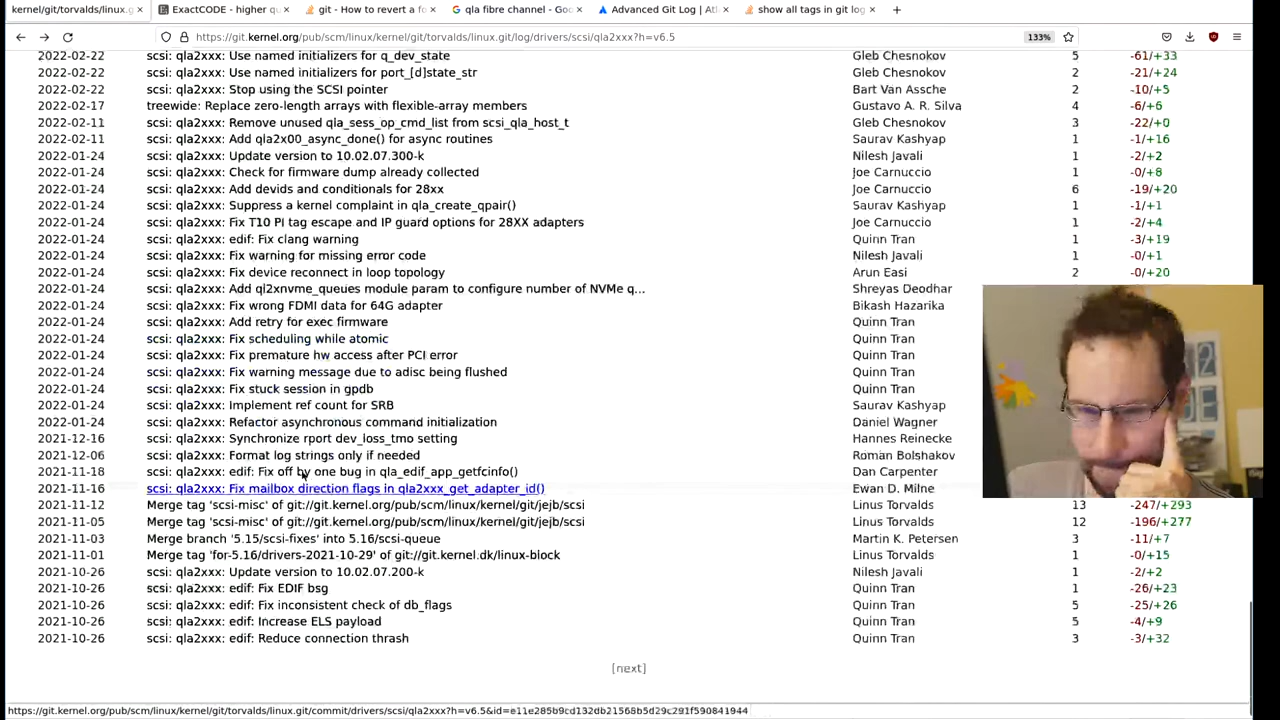 kernel/git/torvalds/linux.g
ExactCODE - higher qu
git - How to revert a fo
qla fibre channel - Goo
Advanced Git Log | Atl
show all tags in git log
https://git.kernel.org/pub/scm/linux/kernel/git/torvalds/linux.git/log/drivers/scsi/qla2xxx?h=v6.5
133%
2022-02-22 scsi: qla2xxx: Use named initializers for q_dev_state Gleb Chesnokov 5 -61/+33
2022-02-22 scsi: qla2xxx: Use named initializers for port_[d]state_str Gleb Chesnokov 2 -21/+24
2022-02-22 scsi: qla2xxx: Stop using the SCSI pointer Bart Van Assche 2 -10/+5
2022-02-17 treewide: Replace zero-length arrays with flexible-array members Gustavo A. R. Silva 4 -6/+6
2022-02-11 scsi: qla2xxx: Remove unused qla_sess_op_cmd_list from scsi_qla_host_t Gleb Chesnokov 3 -22/+0
2022-02-11 scsi: qla2xxx: Add qla2x00_async_done() for async routines Saurav Kashyap 1 -1/+16
2022-01-24 scsi: qla2xxx: Update version to 10.02.07.300-k Nilesh Javali 1 -2/+2
2022-01-24 scsi: qla2xxx: Check for firmware dump already collected Joe Carnuccio 1 -0/+8
2022-01-24 scsi: qla2xxx: Add devids and conditionals for 28xx Joe Carnuccio 6 -19/+20
2022-01-24 scsi: qla2xxx: Suppress a kernel complaint in qla_create_qpair() Saurav Kashyap 1 -1/+1
2022-01-24 scsi: qla2xxx: Fix T10 PI tag escape and IP guard options for 28XX adapters Joe Carnuccio 1 -2/+4
2022-01-24 scsi: qla2xxx: edif: Fix clang warning Quinn Tran 1 -3/+19
2022-01-24 scsi: qla2xxx: Fix warning for missing error code Nilesh Javali 1 -0/+1
2022-01-24 scsi: qla2xxx: Fix device reconnect in loop topology Arun Easi 2 -0/+20
2022-01-24 scsi: qla2xxx: Add ql2xnvme_queues module param to configure number of NVMe q... Shreyas Deodhar
2022-01-24 scsi: qla2xxx: Fix wrong FDMI data for 64G adapter Bikash Hazarika
2022-01-24 scsi: qla2xxx: Add retry for exec firmware Quinn Tran
2022-01-24 scsi: qla2xxx: Fix scheduling while atomic Quinn Tran
2022-01-24 scsi: qla2xxx: Fix premature hw access after PCI error Quinn Tran
2022-01-24 scsi: qla2xxx: Fix warning message due to adisc being flushed Quinn Tran
2022-01-24 scsi: qla2xxx: Fix stuck session in gpdb Quinn Tran
2022-01-24 scsi: qla2xxx: Implement ref count for SRB Saurav Kashyap
2022-01-24 scsi: qla2xxx: Refactor asynchronous command initialization Daniel Wagner
2021-12-16 scsi: qla2xxx: Synchronize rport dev_loss_tmo setting Hannes Reinecke
2021-12-06 scsi: qla2xxx: Format log strings only if needed Roman Bolshakov
2021-11-18 scsi: qla2xxx: edif: Fix off by one bug in qla_edif_app_getfcinfo() Dan Carpenter
2021-11-16 scsi: qla2xxx: Fix mailbox direction flags in qla2xxx_get_adapter_id() Ewan D. Milne
2021-11-12 Merge tag 'scsi-misc' of git://git.kernel.org/pub/scm/linux/kernel/git/jejb/scsi Linus Torvalds 13 -247/+293
2021-11-05 Merge tag 'scsi-misc' of git://git.kernel.org/pub/scm/linux/kernel/git/jejb/scsi Linus Torvalds 12 -196/+277
2021-11-03 Merge branch '5.15/scsi-fixes' into 5.16/scsi-queue Martin K. Petersen 3 -11/+7
2021-11-01 Merge tag 'for-5.16/drivers-2021-10-29' of git://git.kernel.dk/linux-block Linus Torvalds 1 -0/+15
2021-10-26 scsi: qla2xxx: Update version to 10.02.07.200-k Nilesh Javali 1 -2/+2
2021-10-26 scsi: qla2xxx: edif: Fix EDIF bsg Quinn Tran 1 -26/+23
2021-10-26 scsi: qla2xxx: edif: Fix inconsistent check of db_flags Quinn Tran 5 -25/+26
2021-10-26 scsi: qla2xxx: edif: Increase ELS payload Quinn Tran 5 -4/+9
2021-10-26 scsi: qla2xxx: edif: Reduce connection thrash Quinn Tran 3 -3/+32
[next]
https://git.kernel.org/pub/scm/linux/kernel/git/torvalds/linux.git/commit/drivers/scsi/qla2xxx?h=v6.5&id=e11e285b9cd132db21568b5d29c291f590841944